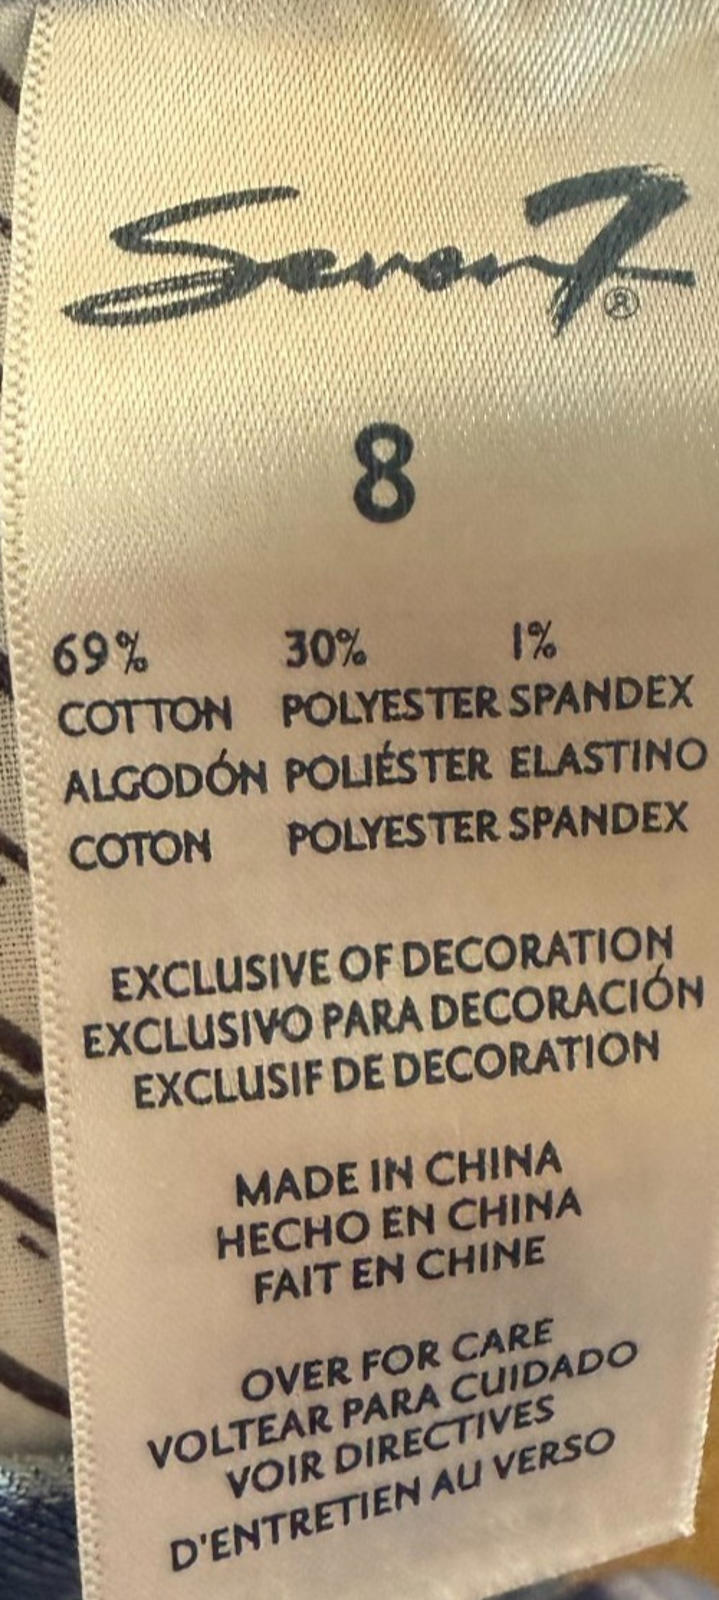 Seven7®
8
69% 30% 1%
COTTON POLYESTER SPANDEX
ALGODÓN POLIÉSTER ELASTINO
COTON POLYESTER SPANDEX
EXCLUSIVE OF DECORATION
EXCLUSIVO PARA DECORACIÓN
EXCLUSIF DE DECORATION
MADE IN CHINA
HECHO EN CHINA
FAIT EN CHINE
OVER FOR CARE
VOLTEAR PARA CUIDADO
VOIR DIRECTIVES
D'ENTRETIEN AU VERSO